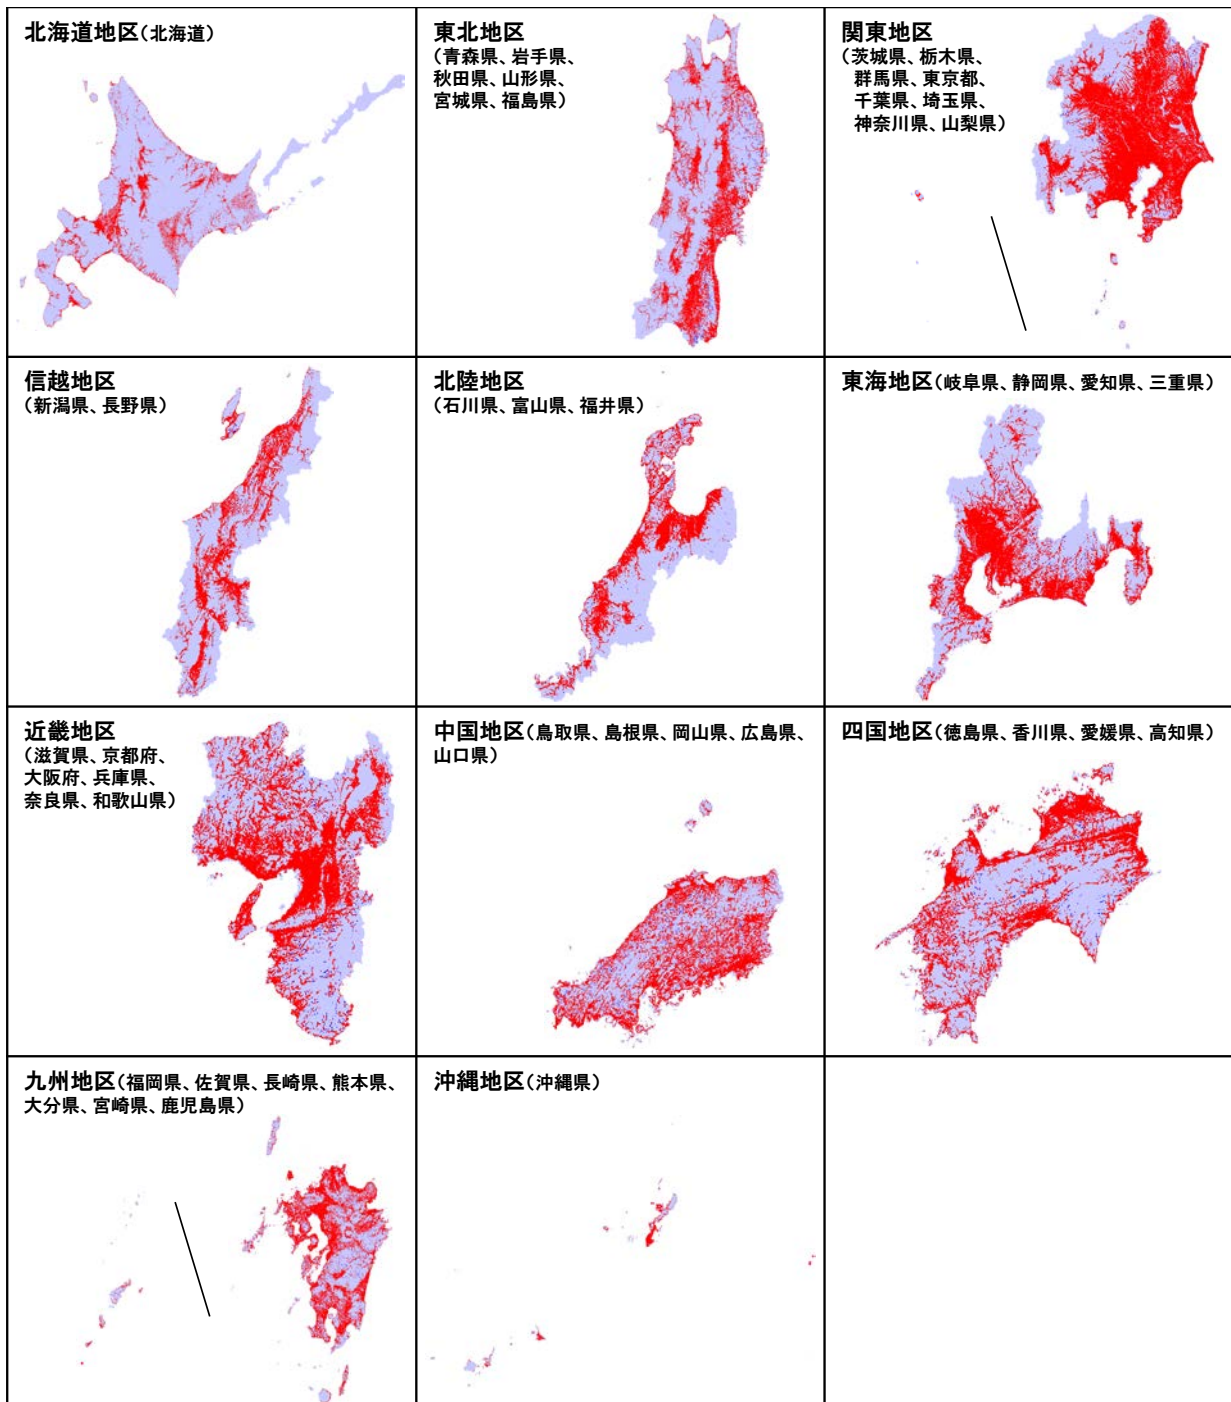 北海道地区(北海道)
東北地区
(青森県、岩手県、
秋田県、山形県、
宮城県、福島県)
関東地区
(茨城県、栃木県、
群馬県、東京都、
千葉県、埼玉県、
神奈川県、山梨県)
信越地区
(新潟県、長野県)
北陸地区
(石川県、富山県、福井県)
東海地区(岐阜県、静岡県、愛知県、三重県)
近畿地区
(滋賀県、京都府、
大阪府、兵庫県、
奈良県、和歌山県)
中国地区(鳥取県、島根県、岡山県、広島県、
山口県)
四国地区(徳島県、香川県、愛媛県、高知県)
九州地区(福岡県、佐賀県、長崎県、熊本県、
大分県、宮崎県、鹿児島県)
沖縄地区(沖縄県)